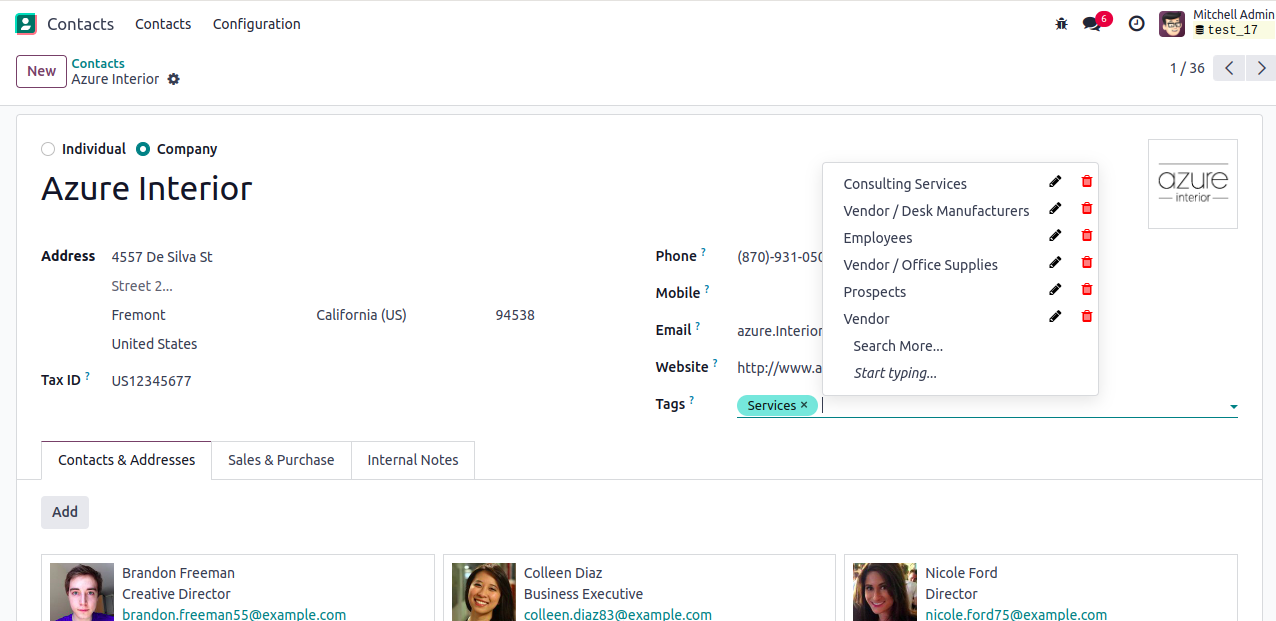 Contacts Contacts Configuration 6 Mitchell Admin
test_17
New Contacts
Azure Interior 1 / 36
Individual Company
Azure Interior
azure
interior
Address 4557 De Silva St
Street 2...
Fremont California (US) 94538
United States
Tax ID ? US12345677
Phone ? (870)-931-050
Mobile ?
Email ? azure.Interior
Website ? http://www.a
Tags ? Services ×
Consulting Services
Vendor / Desk Manufacturers
Employees
Vendor / Office Supplies
Prospects
Vendor
Search More...
Start typing...
Contacts & Addresses Sales & Purchase Internal Notes
Add
Brandon Freeman
Creative Director
brandon.freeman55@example.com
Colleen Diaz
Business Executive
colleen.diaz83@example.com
Nicole Ford
Director
nicole.ford75@example.com